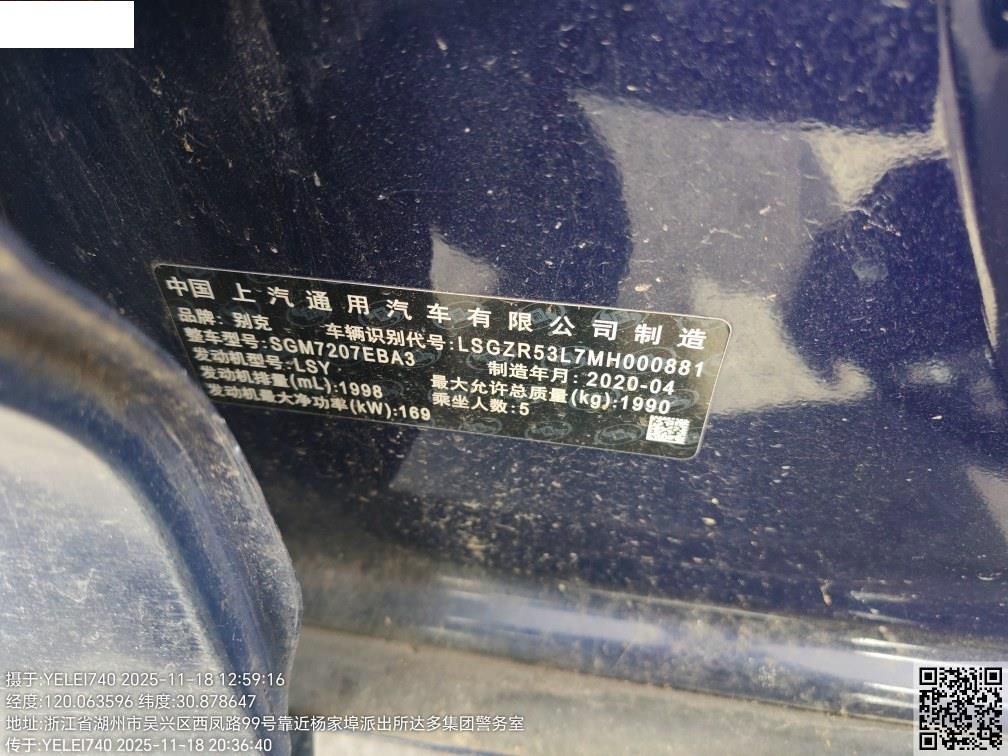 中国 上汽通用汽车有限公司制造
品牌: 别克 车辆识别代号:LSGZR53L7MH000881
整车型号:SGM7207EBA3 制造年月: 2020-04
发动机型号:LSY 最大允许总质量(kg):1990
发动机排量(mL):1998 乘坐人数:5
发动机最大净功率(kW):169
摄于:YELEI740 2025-11-18 12:59:16
经度:120.063596 纬度:30.878647
地址:浙江省湖州市吴兴区西凤路99号靠近杨家埠派出所达多集团警务室
传于:YELEI740 2025-11-18 20:36:40